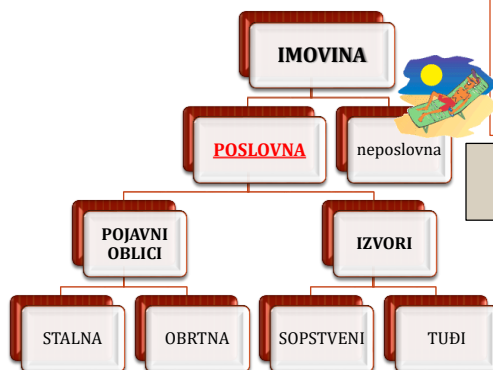 IMOVINA
POSLOVNA
neposlovna
POJAVNI
OBLICI
IZVORI
STALNA
OBRTNA
SOPSTVENI
TUĐI